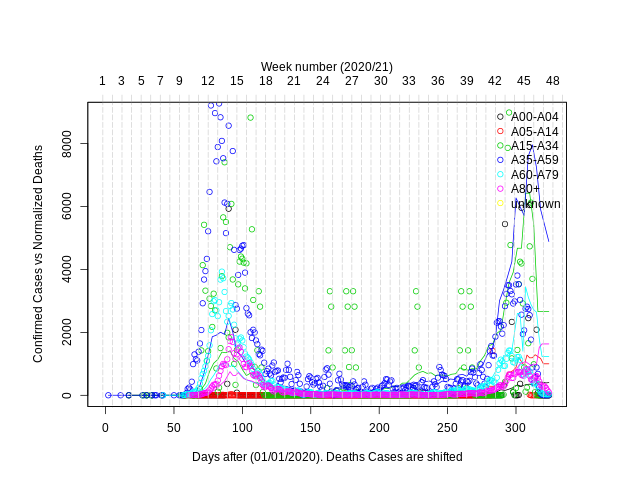 Week number (2020/21)
1 3 5 7 9 12 15 18 21 24 27 30 33 36 39 42 45 48
Confirmed Cases vs Normalized Deaths
8000
6000
4000
2000
0
A00-A04
A05-A14
A15-A34
A35-A59
A60-A79
A80+
unknown
0 50 100 150 200 250 300
Days after (01/01/2020). Deaths Cases are shifted